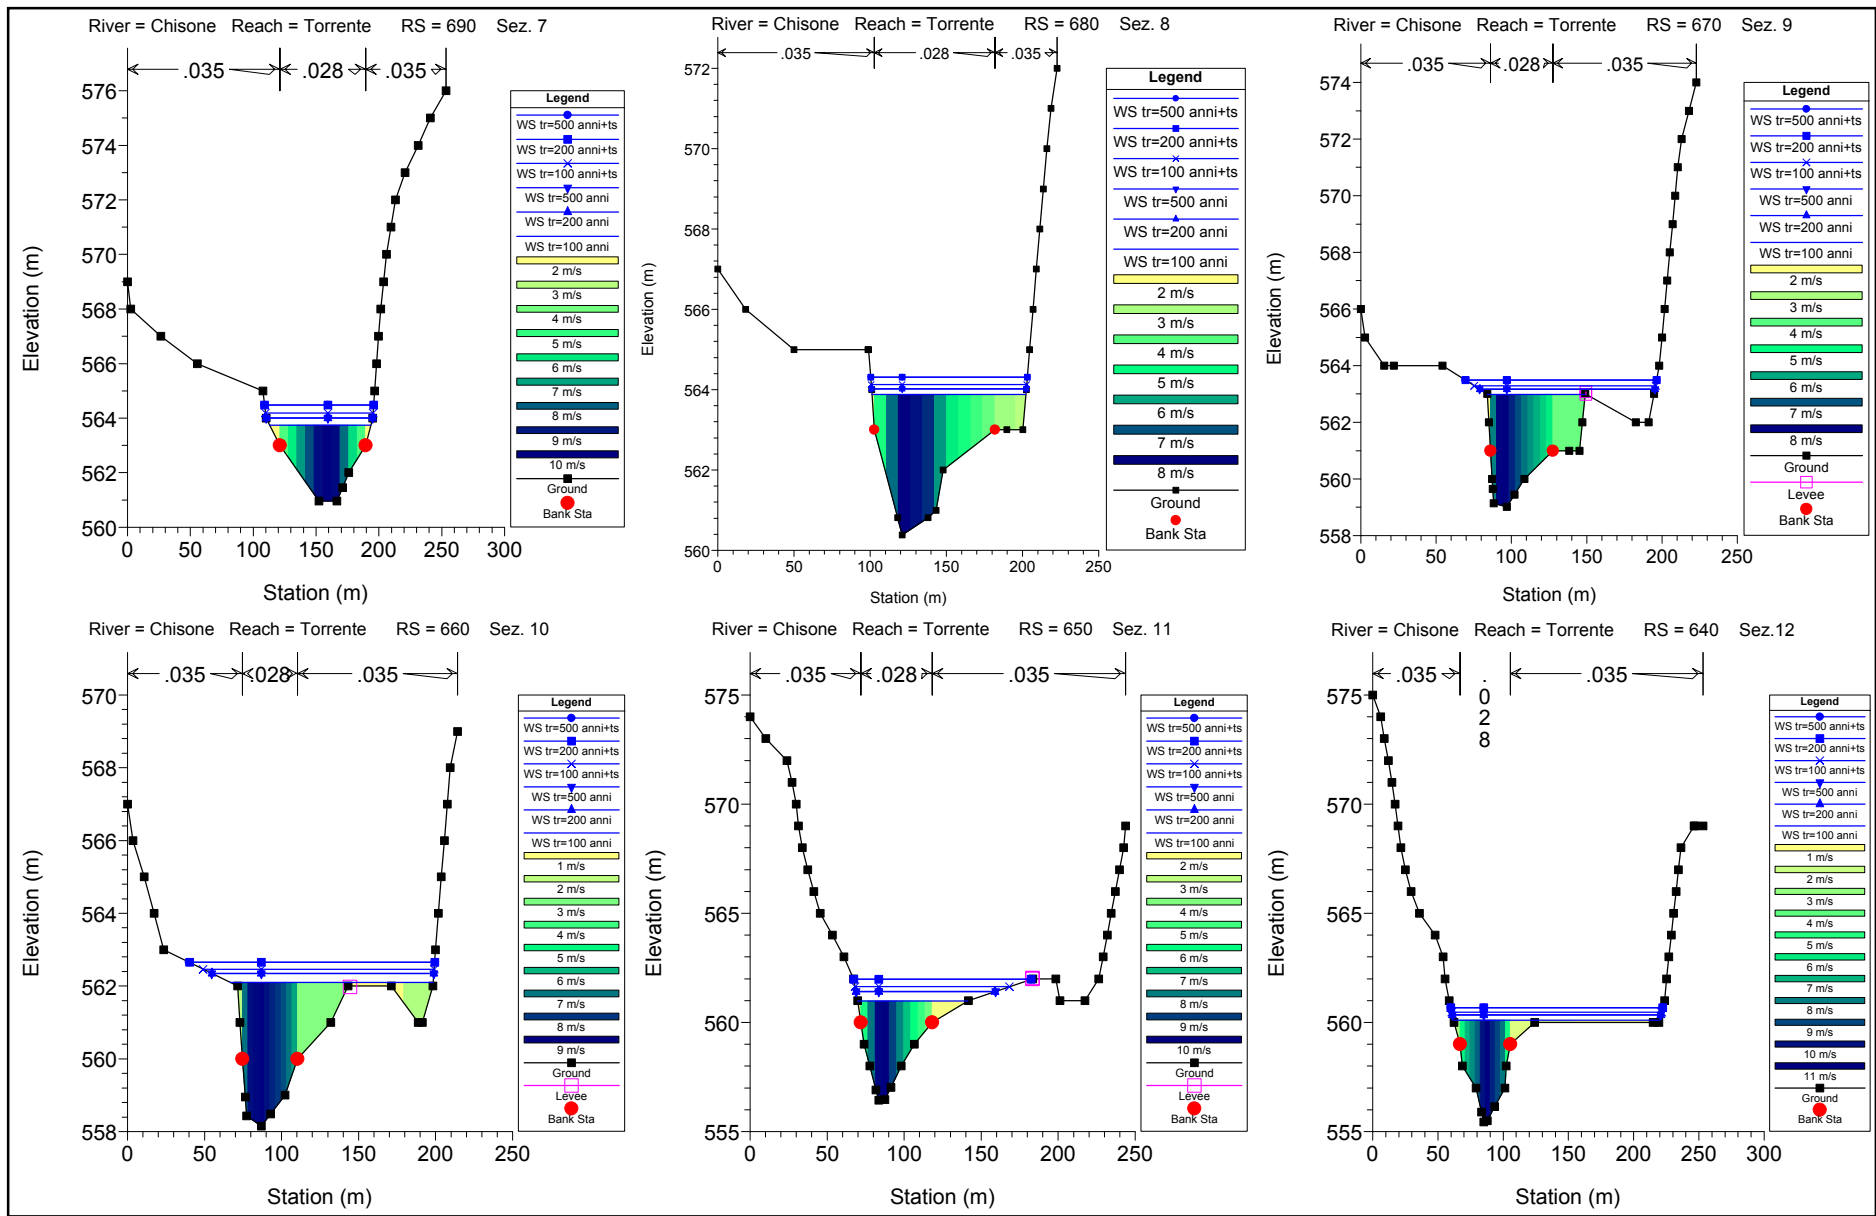 River = Chisone Reach = Torrente RS = 690 Sez. 7
.035 .028 .035
576
574
572
570
568
566
564
562
560
0 50 100 150 200 250 300
Elevation (m)
Station (m)
Legend
WS tr=500 anni+ts
WS tr=200 anni+ts
WS tr=100 anni+ts
WS tr=500 anni
WS tr=200 anni
WS tr=100 anni
2 m/s
3 m/s
4 m/s
5 m/s
6 m/s
7 m/s
8 m/s
9 m/s
10 m/s
Ground
Bank Sta
River = Chisone Reach = Torrente RS = 680 Sez. 8
.035 .028 .035
572
570
568
566
564
562
560
0 50 100 150 200 250
Elevation (m)
Station (m)
Legend
WS tr=500 anni+ts
WS tr=200 anni+ts
WS tr=100 anni+ts
WS tr=500 anni
WS tr=200 anni
WS tr=100 anni
2 m/s
3 m/s
4 m/s
5 m/s
6 m/s
7 m/s
8 m/s
Ground
Bank Sta
River = Chisone Reach = Torrente RS = 670 Sez. 9
.035 .028 .035
574
572
570
568
566
564
562
560
558
0 50 100 150 200 250
Elevation (m)
Station (m)
Legend
WS tr=500 anni+ts
WS tr=200 anni+ts
WS tr=100 anni+ts
WS tr=500 anni
WS tr=200 anni
WS tr=100 anni
2 m/s
3 m/s
4 m/s
5 m/s
6 m/s
7 m/s
8 m/s
Ground
Levee
Bank Sta
River = Chisone Reach = Torrente RS = 660 Sez. 10
.035 .028 .035
570
568
566
564
562
560
558
0 50 100 150 200 250
Elevation (m)
Station (m)
Legend
WS tr=500 anni+ts
WS tr=200 anni+ts
WS tr=100 anni+ts
WS tr=500 anni
WS tr=200 anni
WS tr=100 anni
1 m/s
2 m/s
3 m/s
4 m/s
5 m/s
6 m/s
7 m/s
8 m/s
9 m/s
Ground
Levee
Bank Sta
River = Chisone Reach = Torrente RS = 650 Sez. 11
.035 .028 .035
575
570
565
560
555
0 50 100 150 200 250
Elevation (m)
Station (m)
Legend
WS tr=500 anni+ts
WS tr=200 anni+ts
WS tr=100 anni+ts
WS tr=500 anni
WS tr=200 anni
WS tr=100 anni
2 m/s
3 m/s
4 m/s
5 m/s
6 m/s
7 m/s
8 m/s
9 m/s
10 m/s
Ground
Levee
Bank Sta
River = Chisone Reach = Torrente RS = 640 Sez.12
.035 .028 .035
575
570
565
560
555
0 50 100 150 200 250 300
Elevation (m)
Station (m)
Legend
WS tr=500 anni+ts
WS tr=200 anni+ts
WS tr=100 anni+ts
WS tr=500 anni
WS tr=200 anni
WS tr=100 anni
1 m/s
2 m/s
3 m/s
4 m/s
5 m/s
6 m/s
7 m/s
8 m/s
9 m/s
10 m/s
11 m/s
Ground
Bank Sta